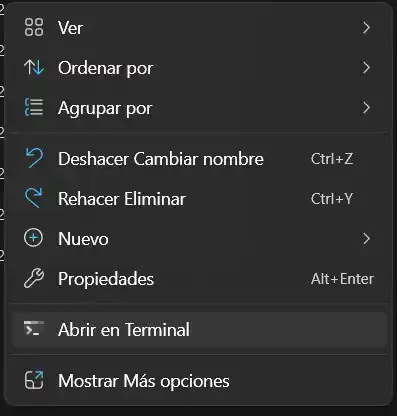 Ver
Ordenar por
Agrupar por
Deshacer Cambiar nombre Ctrl+Z
Rehacer Eliminar Ctrl+Y
Nuevo
Propiedades Alt+Enter
Abrir en Terminal
Mostrar Más opciones